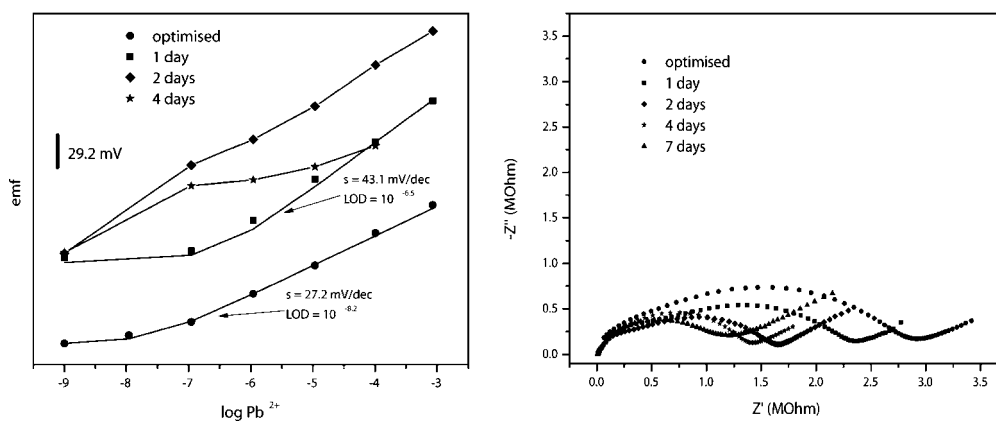 optimised
1 day
2 days
4 days
29.2 mV
emf
s = 43.1 mV/dec
LOD = 10 -6.5
s = 27.2 mV/dec
LOD = 10 -8.2
-9 -8 -7 -6 -5 -4 -3
log Pb 2+
3.5
3.0
2.5
2.0
1.5
1.0
0.5
0.0
-Z'' (MOhm)
optimised
1 day
2 days
4 days
7 days
0.0 0.5 1.0 1.5 2.0 2.5 3.0 3.5
Z' (MOhm)